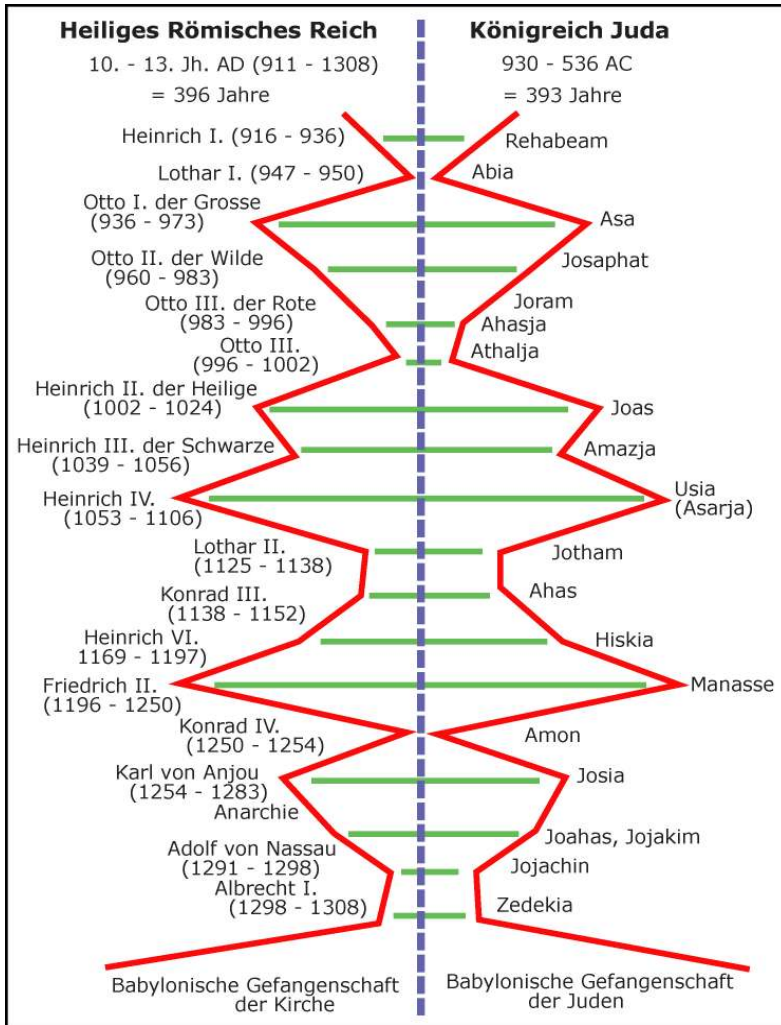 Heiliges Römisches Reich
10. - 13. Jh. AD (911 - 1308)
= 396 Jahre
Königreich Juda
930 - 536 AC
= 393 Jahre
Heinrich I. (916 - 936)
Rehabeam
Lothar I. (947 - 950)
Abia
Otto I. der Grosse
(936 - 973)
Asa
Otto II. der Wilde
(960 - 983)
Josaphat
Joram
Otto III. der Rote
(983 - 996)
Ahasja
Otto III.
(996 - 1002)
Athalja
Heinrich II. der Heilige
(1002 - 1024)
Joas
Heinrich III. der Schwarze
(1039 - 1056)
Amazja
Heinrich IV.
(1053 - 1106)
Usia
(Asarja)
Lothar II.
(1125 - 1138)
Jotham
Konrad III.
(1138 - 1152)
Ahas
Heinrich VI.
1169 - 1197)
Hiskia
Friedrich II.
(1196 - 1250)
Manasse
Konrad IV.
(1250 - 1254)
Amon
Karl von Anjou
(1254 - 1283)
Josia
Anarchie
Joahas, Jojakim
Adolf von Nassau
(1291 - 1298)
Jojachin
Albrecht I.
(1298 - 1308)
Zedekia
Babylonische Gefangenschaft
der Kirche
Babylonische Gefangenschaft
der Juden